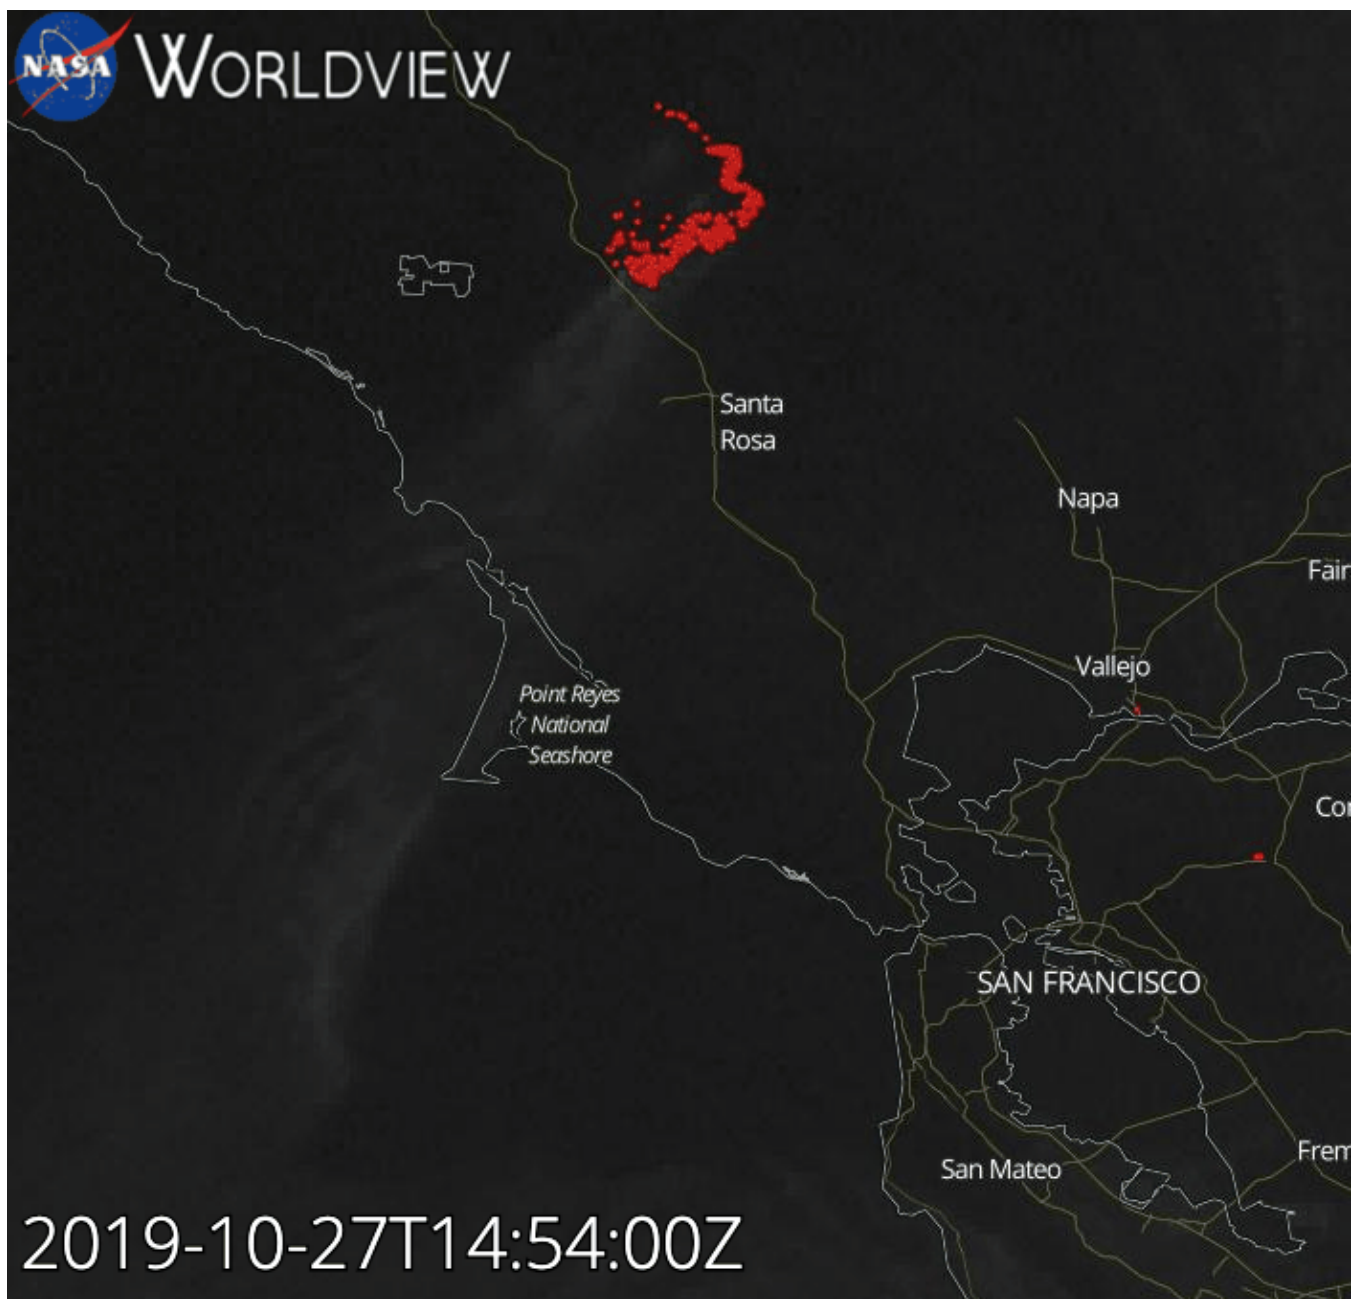 NASA WORLDVIEW
Santa
Rosa
Napa
Fair
Vallejo
Point Reyes
National
Seashore
Cor
SAN FRANCISCO
Frem
San Mateo
2019-10-27T14:54:00Z